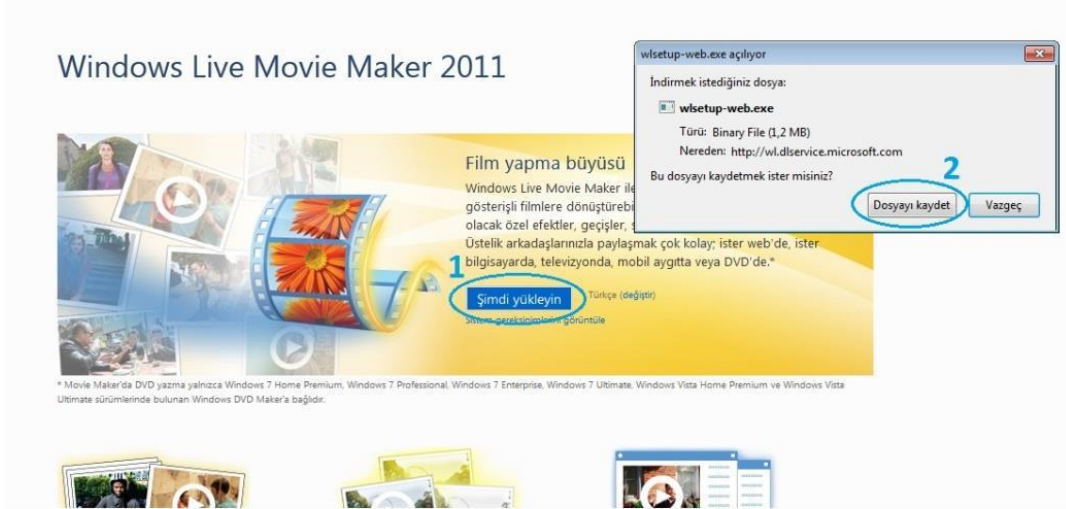 Windows Live Movie Maker 2011
wlsetup-web.exe açılıyor
İndirmek istediğiniz dosya:
wlsetup-web.exe
Türü: Binary File (1,2 MB)
Nereden: http://wl.dlservice.microsoft.com
Bu dosyayı kaydetmek ister misiniz?
2
Dosyayı kaydet Vazgeç
Film yapma büyüsü
Windows Live Movie Maker ile
gösterişli filmlere dönüştürebi
olacak özel efektler, geçişler, s
Üstelik arkadaşlarınızla paylaşmak çok kolay; ister web'de, ister
bilgisayarda, televizyonda, mobil aygıtta veya DVD'de.*
1
Şimdi yükleyin Türkçe (değiştir)
Sistem gereksinimlerini görüntüle
* Movie Maker'da DVD yazma yalnızca Windows 7 Home Premium, Windows 7 Professional, Windows 7 Enterprise, Windows 7 Ultimate, Windows Vista Home Premium ve Windows Vista
Ultimate sürümlerinde bulunan Windows DVD Maker'a bağlıdır.